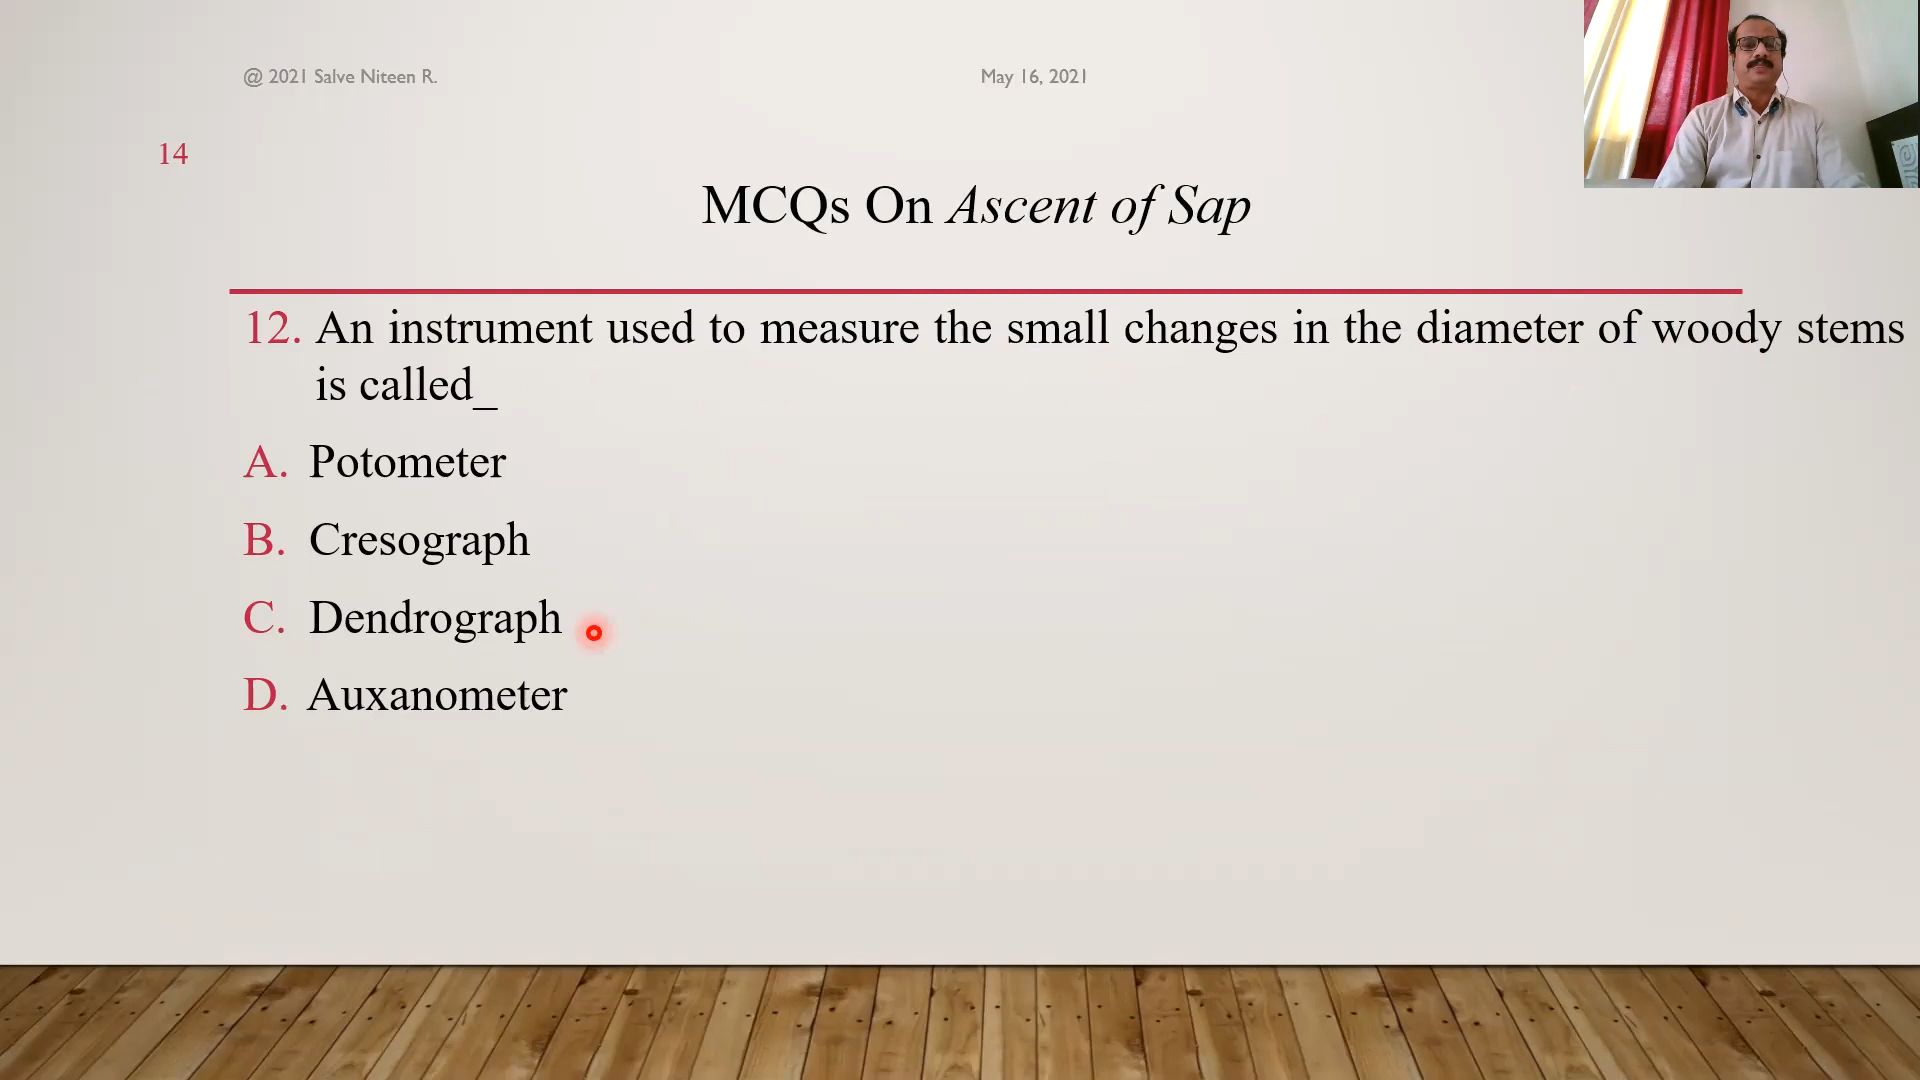 @ 2021 Salve Niteen R.
May 16, 2021
14
MCQs On Ascent of Sap
12. An instrument used to measure the small changes in the diameter of woody stems
is called_
A. Potometer
B. Cresograph
C. Dendrograph
D. Auxanometer